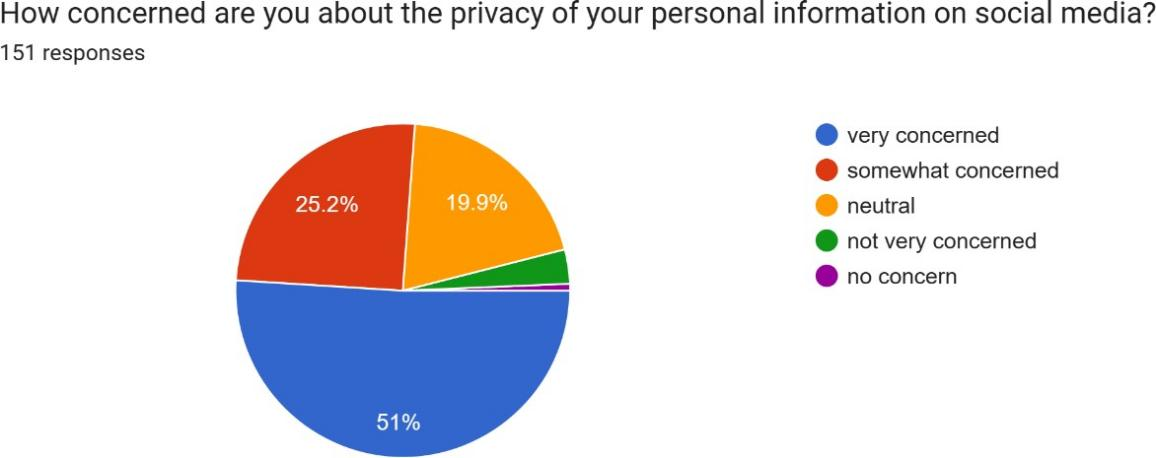 How concerned are you about the privacy of your personal information on social media?
151 responses
very concerned
somewhat concerned
neutral
not very concerned
no concern
25.2%
19.9%
51%